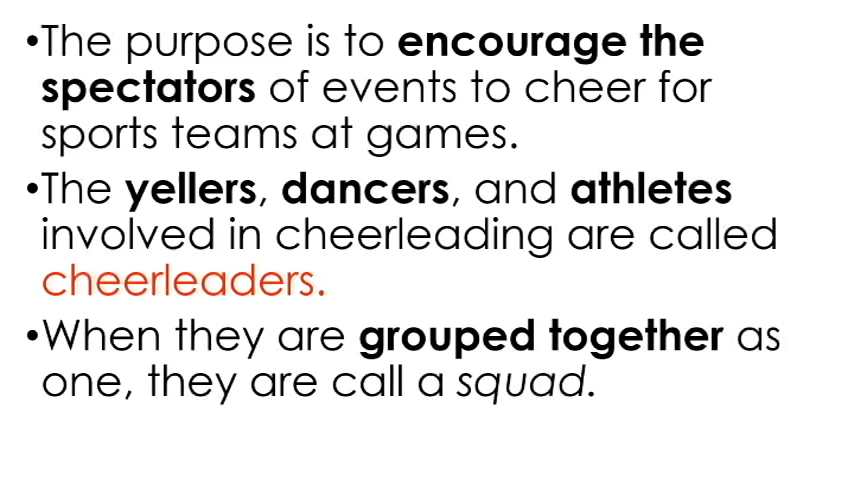 •The purpose is to encourage the
spectators of events to cheer for
sports teams at games.
•The yellers, dancers, and athletes
involved in cheerleading are called
cheerleaders.
•When they are grouped together as
one, they are call a squad.